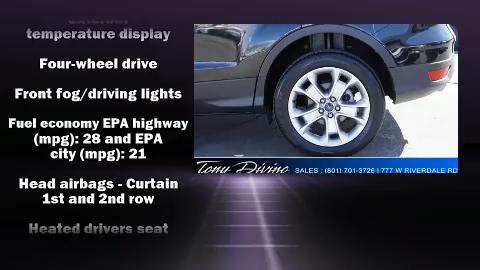 temperature display
Four-wheel drive
Front fog/driving lights
Fuel economy EPA highway
(mpg): 28 and EPA
city (mpg): 21
Head airbags - Curtain
1st and 2nd row
Heated drivers seat
Tony Divino
SALES : (801) 701-3726 | 777 W RIVERDALE RD